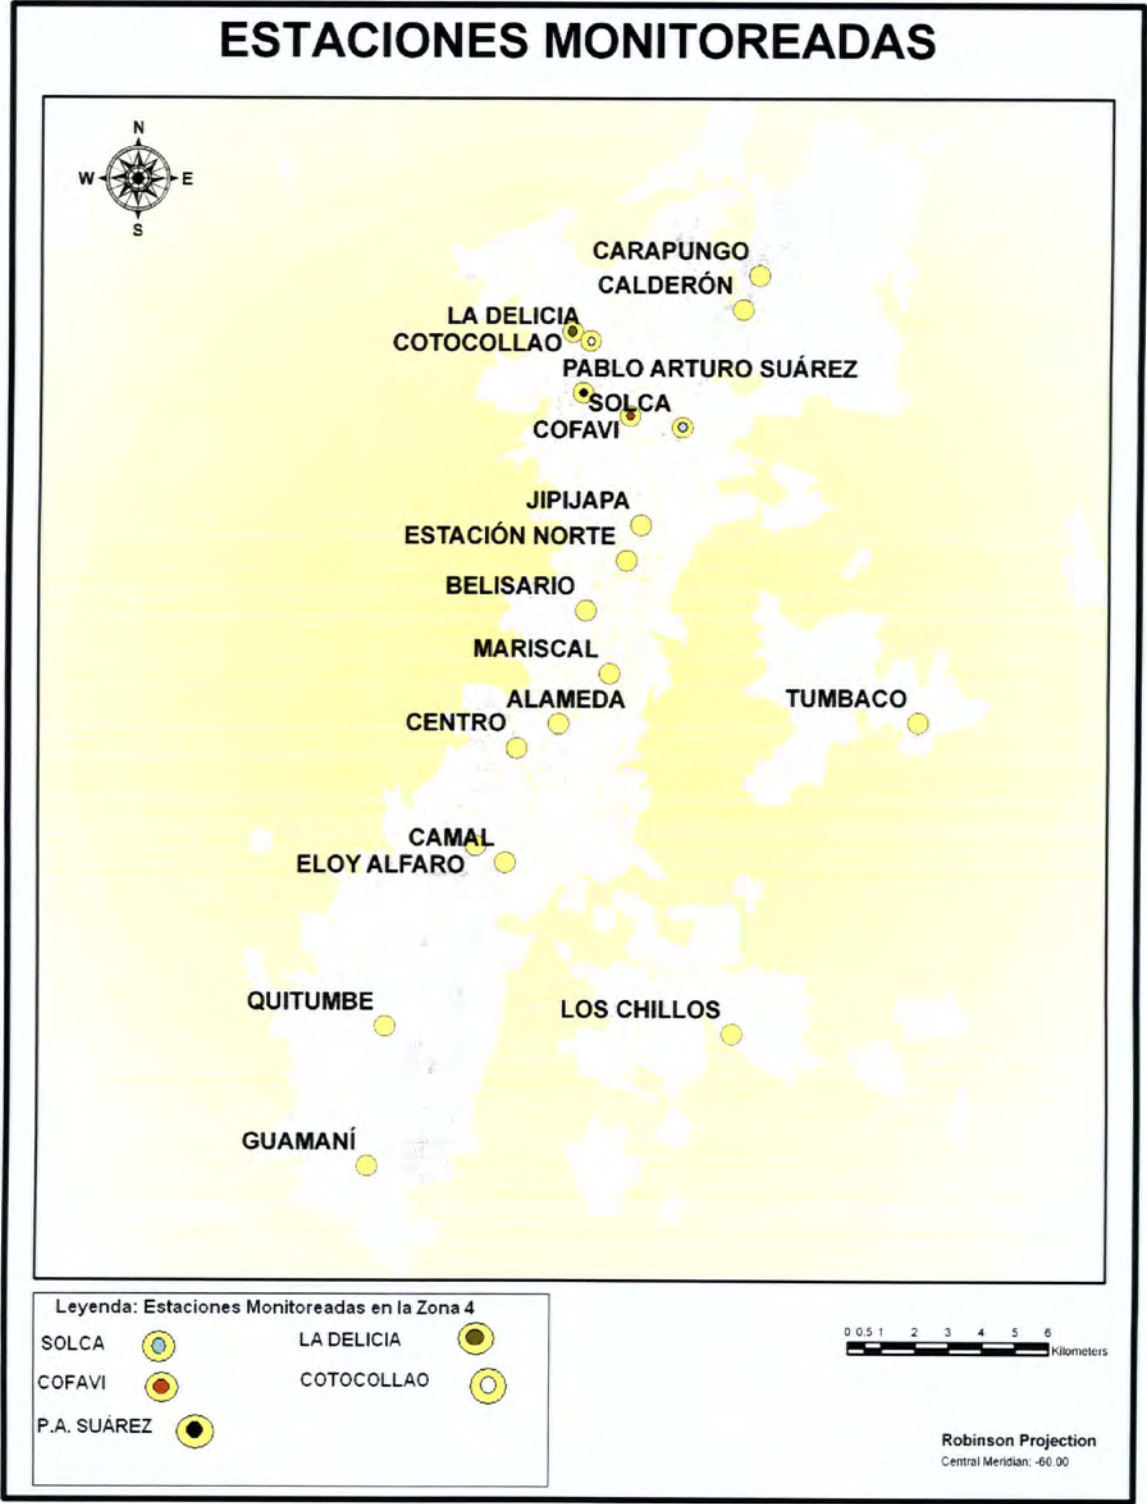 ESTACIONES MONITOREADAS
N
W E
S
CARAPUNGO
CALDERÓN
LA DELICIA
COTOCOLLAO
PABLO ARTURO SUÁREZ
SOLCA
COFAVI
JIPIJAPA
ESTACIÓN NORTE
BELISARIO
MARISCAL
ALAMEDA
TUMBACO
CENTRO
CAMAL
ELOY ALFARO
QUITUMBE
LOS CHILLOS
GUAMANÍ
Leyenda: Estaciones Monitoreadas en la Zona 4
SOLCA LA DELICIA
COFAVI COTOCOLLAO
P.A. SUÁREZ
0 0.5 1 2 3 4 5 6
Kilometers
Robinson Projection
Central Meridian: -60.00